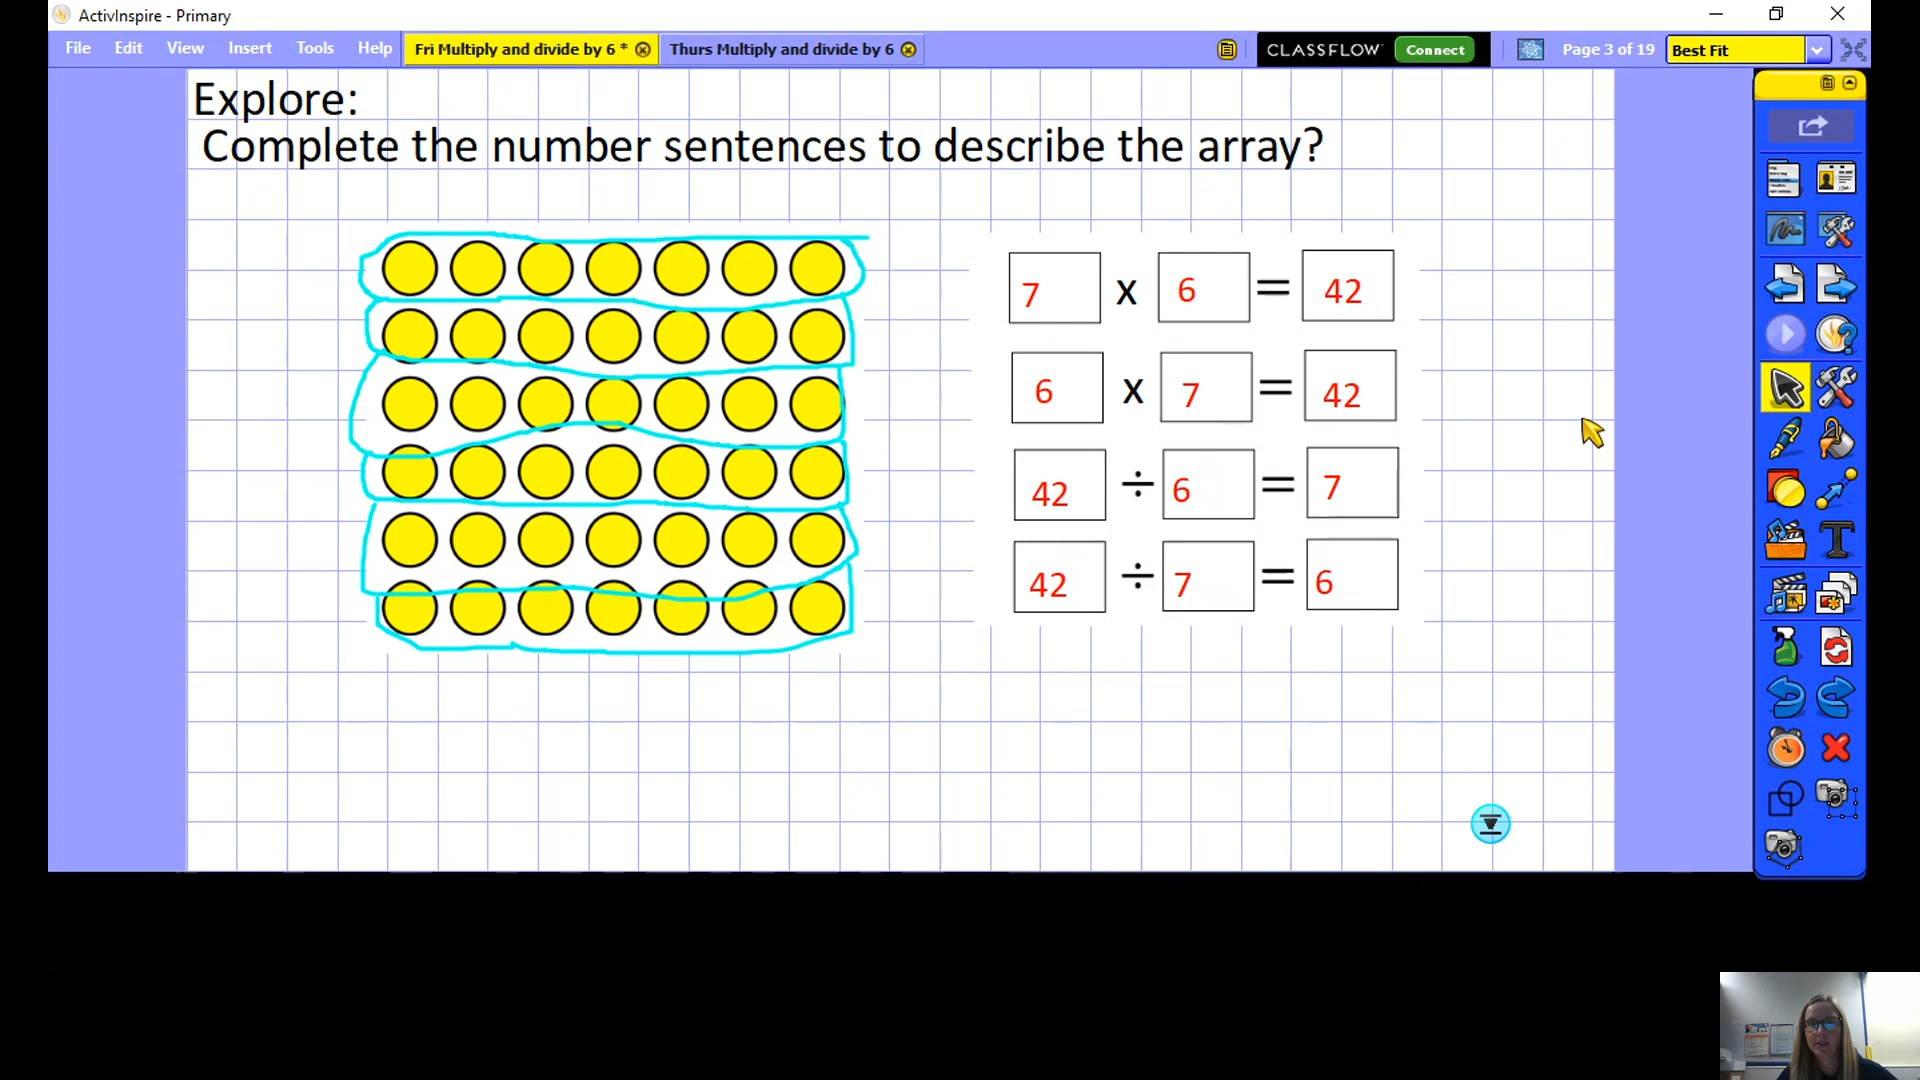 ActivInspire - Primary
File Edit View Insert Tools Help
Fri Multiply and divide by 6 *
Thurs Multiply and divide by 6
CLASSFLOW Connect
Page 3 of 19
Best Fit
Explore:
Complete the number sentences to describe the array?
7 x 6 = 42
6 x 7 = 42
42 ÷ 6 = 7
42 ÷ 7 = 6